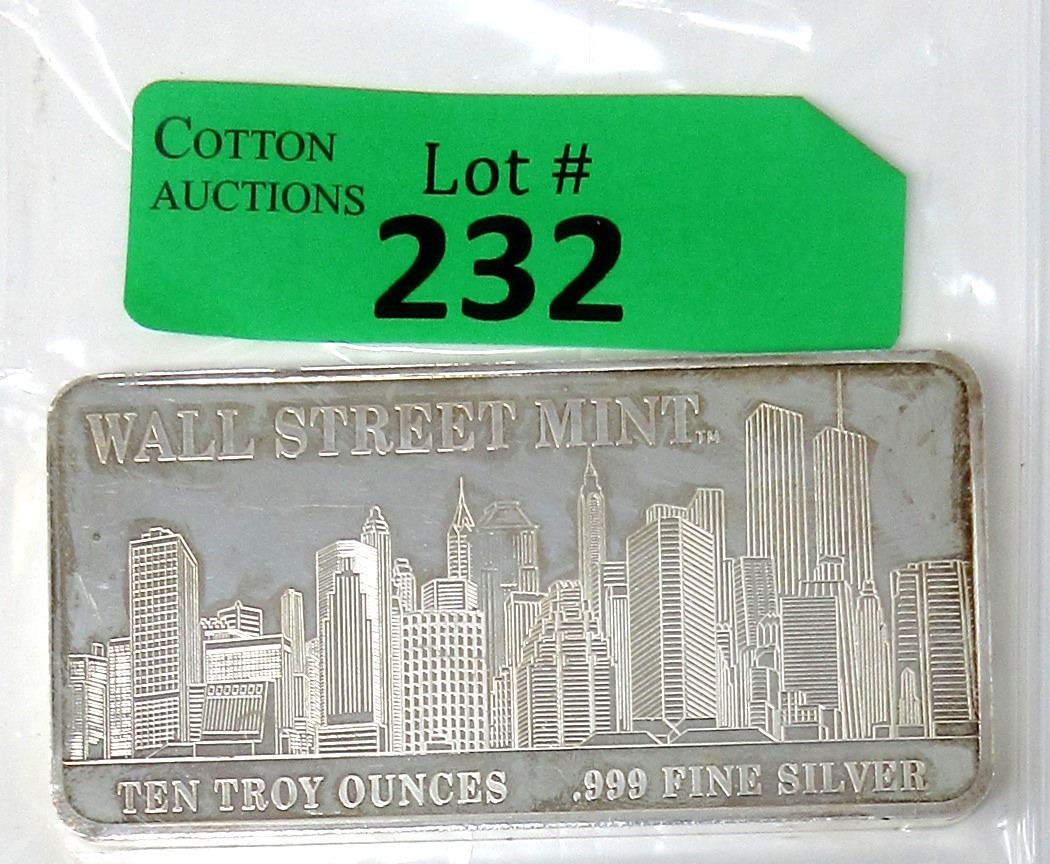 COTTON
AUCTIONS
Lot #
232
WALL STREET MINT™
TEN TROY OUNCES .999 FINE SILVER